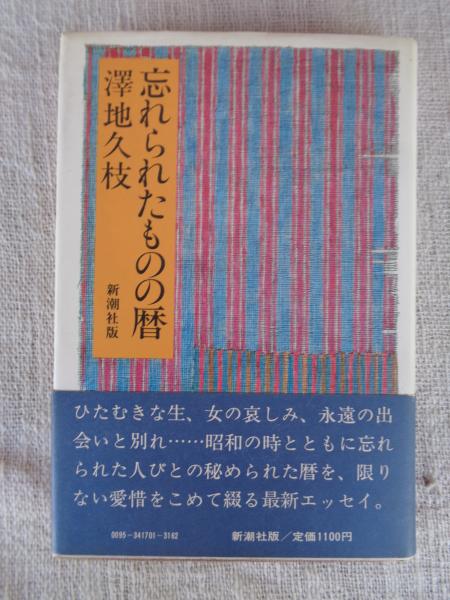 忘れられたものの暦
澤地久枝
新潮社版
ひたむきな生、女の哀しみ、永遠の出
会いと別れ……昭和の時とともに忘れ
られた人びとの秘められた暦を、限り
ない愛惜をこめて綴る最新エッセイ。
0095-341701-3162
新潮社版/定価1100円